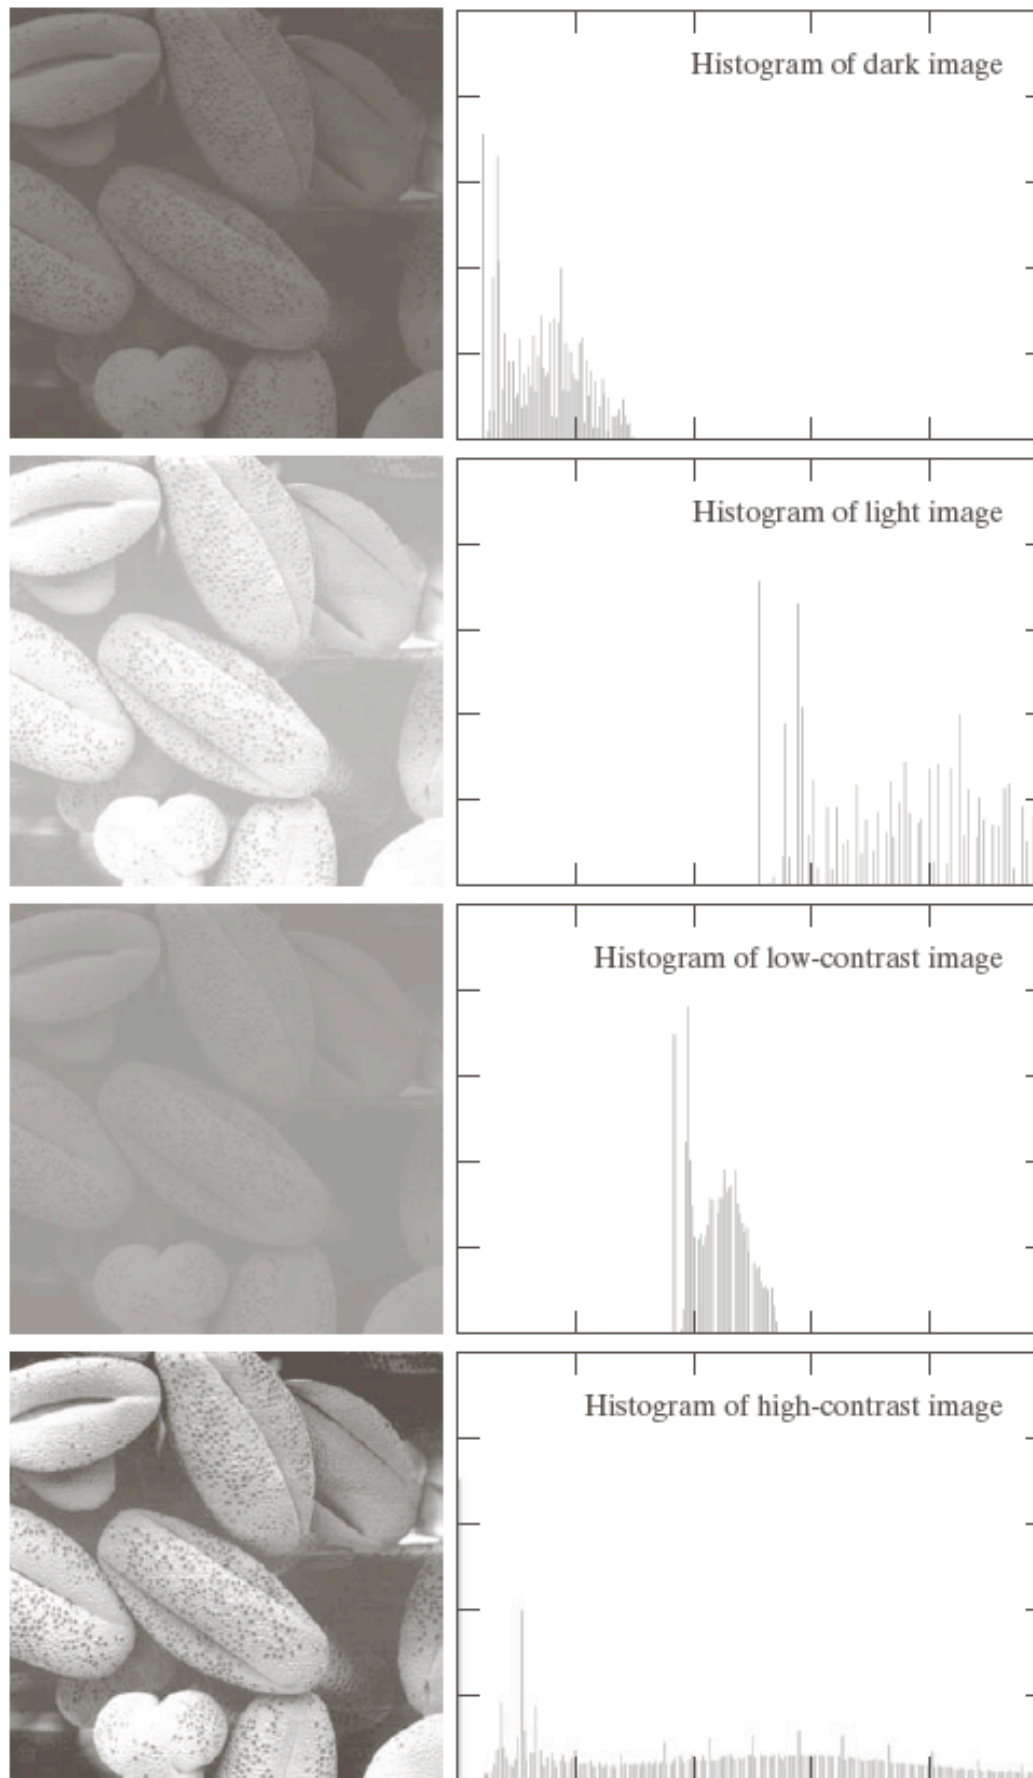 Histogram of dark image
Histogram of light image
Histogram of low-contrast image
Histogram of high-contrast image